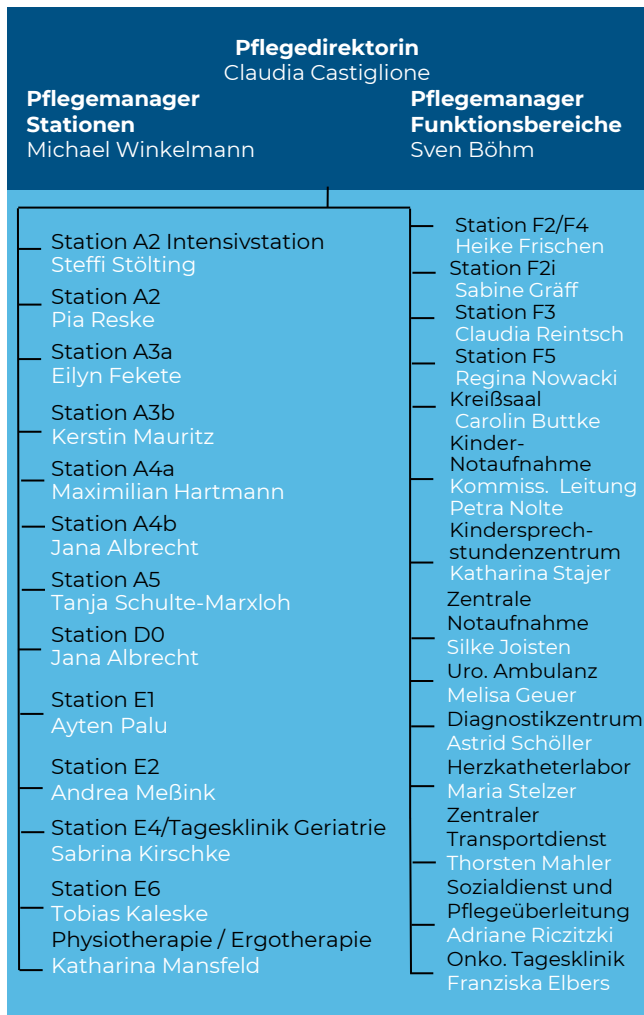 Pflegedirektorin
Claudia Castiglione
Pflegemanager
Stationen
Michael Winkelmann
Pflegemanager
Funktionsbereiche
Sven Böhm
Station A2 Intensivstation
Steffi Stölting
Station A2
Pia Reske
Station A3a
Eilyn Fekete
Station A3b
Kerstin Mauritz
Station A4a
Maximilian Hartmann
Station A4b
Jana Albrecht
Station A5
Tanja Schulte-Marxloh
Station D0
Jana Albrecht
Station E1
Ayten Palu
Station E2
Andrea Meßink
Station E4/Tagesklinik Geriatrie
Sabrina Kirschke
Station E6
Tobias Kaleske
Physiotherapie / Ergotherapie
Katharina Mansfeld
Station F2/F4
Heike Frischen
Station F2i
Sabine Gräff
Station F3
Claudia Reintsch
Station F5
Regina Nowacki
Kreißsaal
Carolin Buttke
Kinder-
Notaufnahme
Kommiss. Leitung
Petra Nolte
Kindersprech-
stundenzentrum
Katharina Stajer
Zentrale
Notaufnahme
Silke Joisten
Uro. Ambulanz
Melisa Geuer
Diagnostikzentrum
Astrid Schöller
Herzkatheterlabor
Maria Stelzer
Zentraler
Transportdienst
Thorsten Mahler
Sozialdienst und
Pflegeüberleitung
Adriane Riczitzki
Onko. Tagesklinik
Franziska Elbers